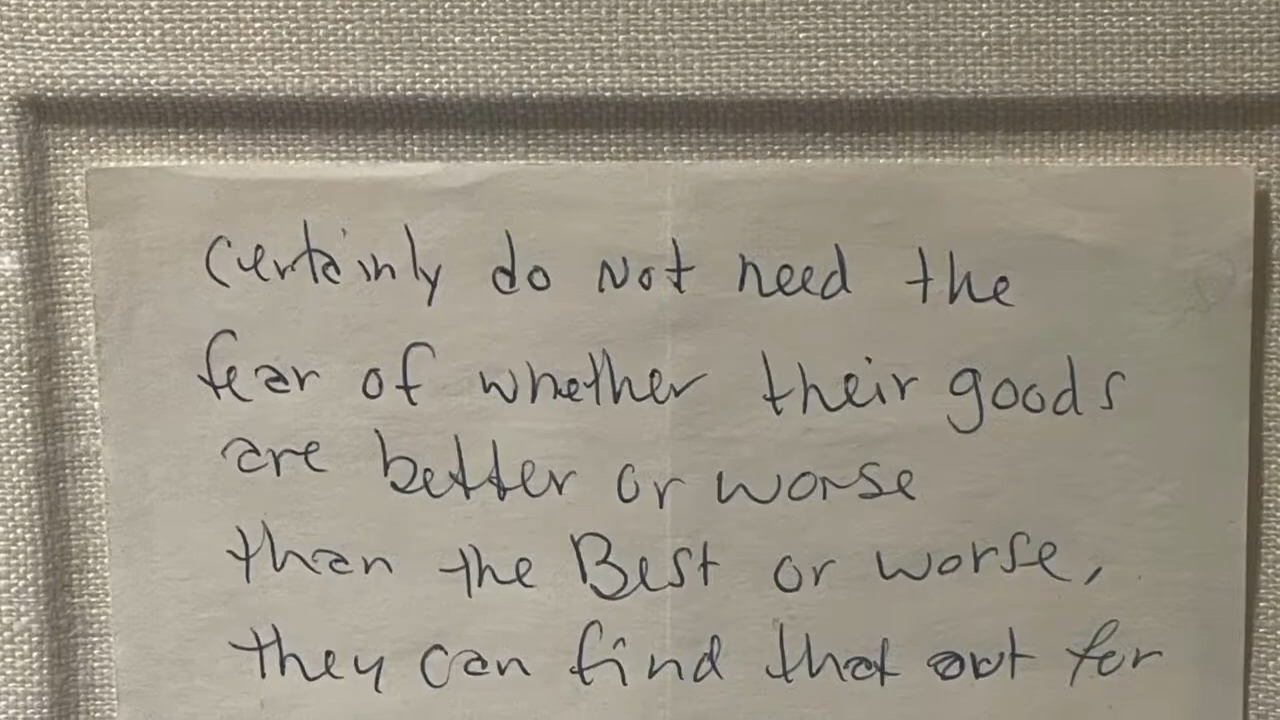 certainly do not need the
fear of whether their goods
are better or worse
than the Best or worse,
they can find that out for